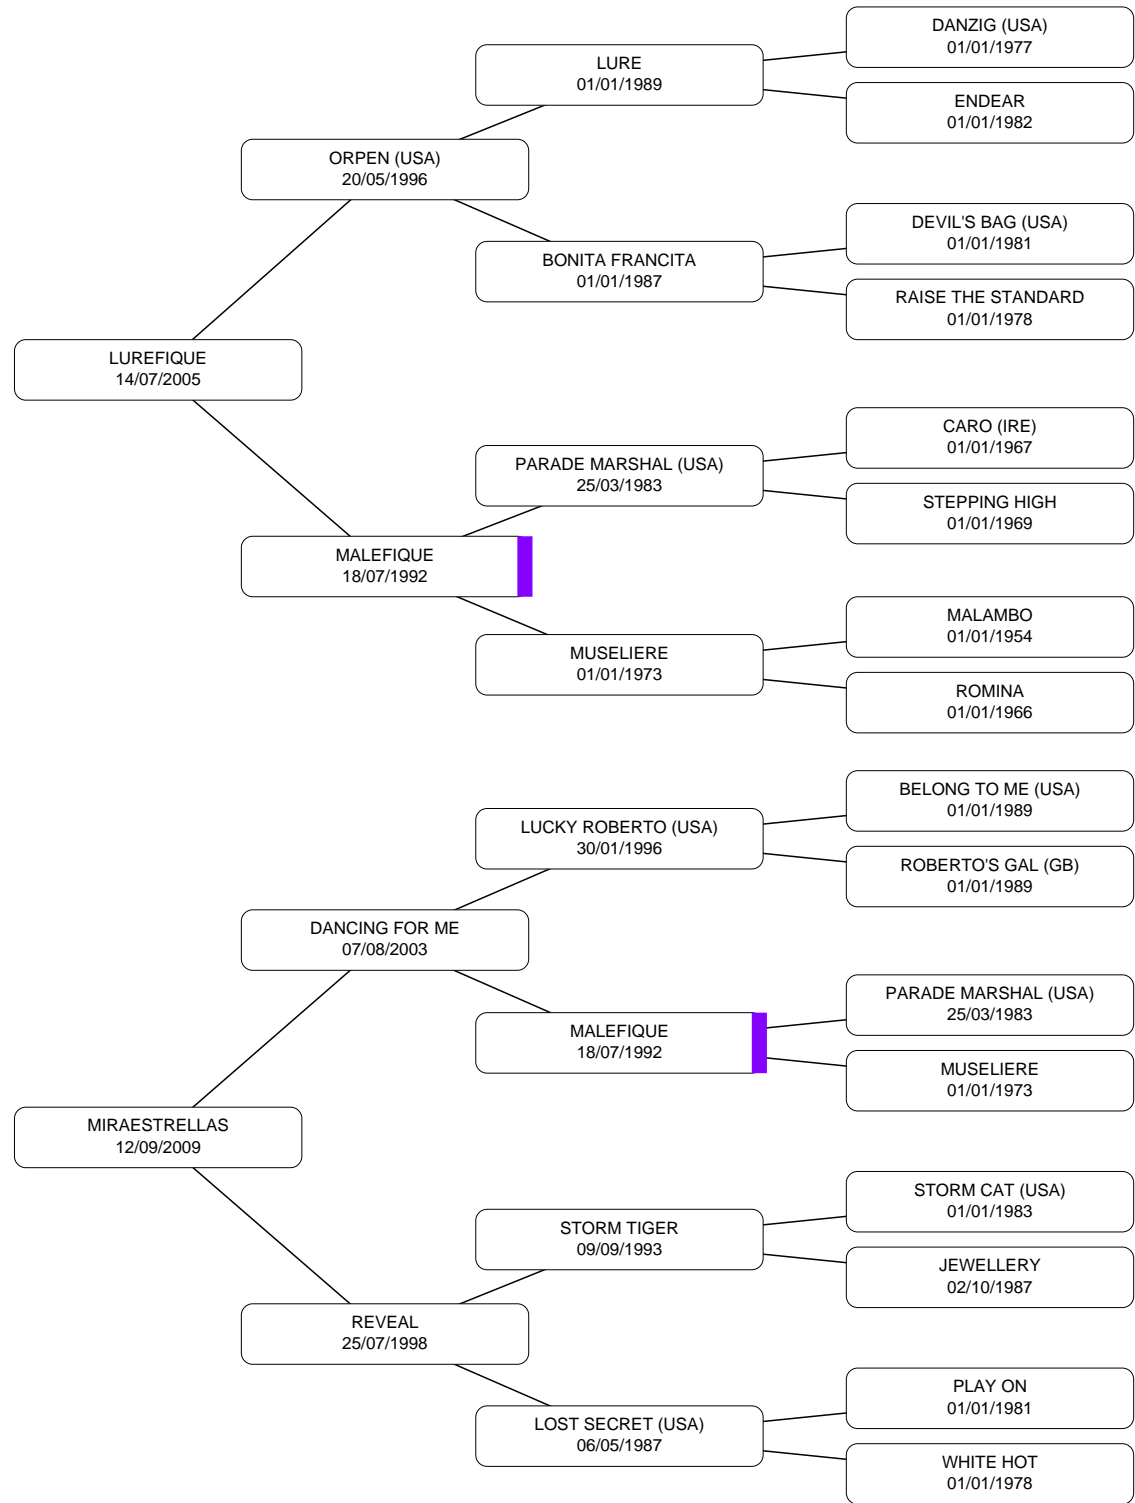 DANZIG (USA)
01/01/1977
LURE
01/01/1989
ENDEAR
01/01/1982
ORPEN (USA)
20/05/1996
DEVIL'S BAG (USA)
01/01/1981
BONITA FRANCITA
01/01/1987
RAISE THE STANDARD
01/01/1978
LUREFIQUE
14/07/2005
CARO (IRE)
01/01/1967
PARADE MARSHAL (USA)
25/03/1983
STEPPING HIGH
01/01/1969
MALEFIQUE
18/07/1992
MALAMBO
01/01/1954
MUSELIERE
01/01/1973
ROMINA
01/01/1966
BELONG TO ME (USA)
01/01/1989
LUCKY ROBERTO (USA)
30/01/1996
ROBERTO'S GAL (GB)
01/01/1989
DANCING FOR ME
07/08/2003
PARADE MARSHAL (USA)
25/03/1983
MALEFIQUE
18/07/1992
MUSELIERE
01/01/1973
MIRAESTRELLAS
12/09/2009
STORM CAT (USA)
01/01/1983
STORM TIGER
09/09/1993
JEWELLERY
02/10/1987
REVEAL
25/07/1998
PLAY ON
01/01/1981
LOST SECRET (USA)
06/05/1987
WHITE HOT
01/01/1978